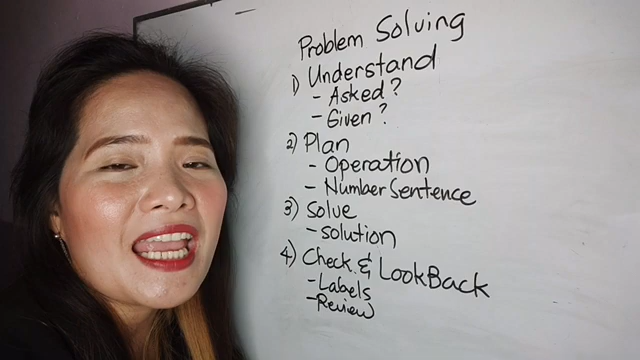 Problem Solving
1) Understand
- Asked?
- Given?
2) Plan
- Operation
- Number Sentence
3) Solve
- solution
4) Check & Look Back
- Labels
- Review